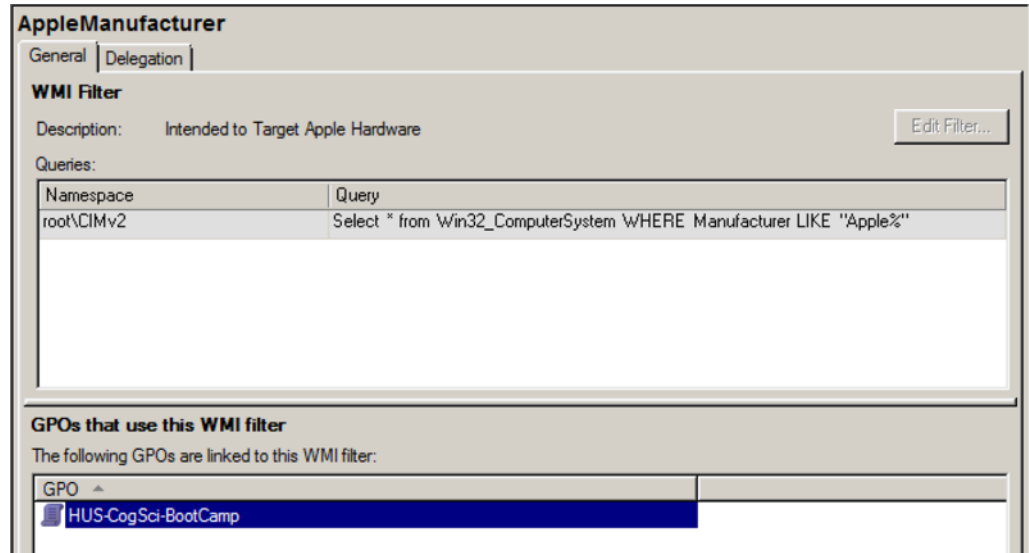 AppleManufacturer
General Delegation
WMI Filter
Description: Intended to Target Apple Hardware Edit Filter...
Queries:
Namespace Query
root\CIMv2 Select * from Win32_ComputerSystem WHERE Manufacturer LIKE "Apple%"
GPOs that use this WMI filter
The following GPOs are linked to this WMI filter:
GPO
HUS-CogSci-BootCamp